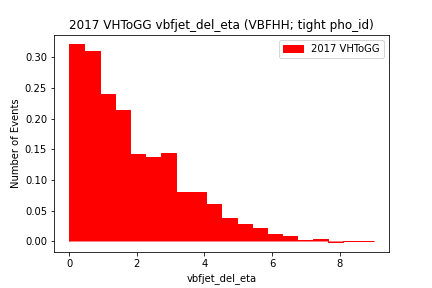 2017 VHToGG vbfjet_del_eta (VBFHH; tight pho_id)
2017 VHToGG
Number of Events
0.30
0.25
0.20
0.15
0.10
0.05
0.00
0 2 4 6 8
vbfjet_del_eta